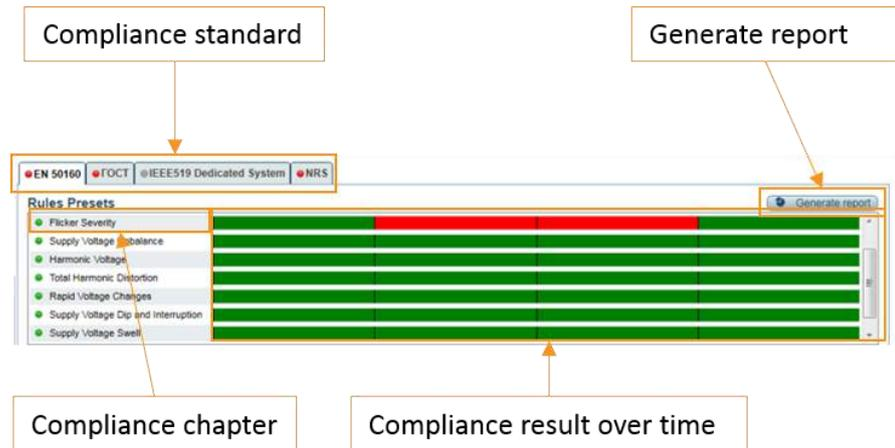 Compliance standard
Generate report
EN 50160 ГОСТ IEEE519 Dedicated System NRS
Rules Presets
Generate report
Flicker Severity
Supply Voltage Unbalance
Harmonic Voltage
Total Harmonic Distortion
Rapid Voltage Changes
Supply Voltage Dip and Interruption
Supply Voltage Swell
Compliance chapter
Compliance result over time